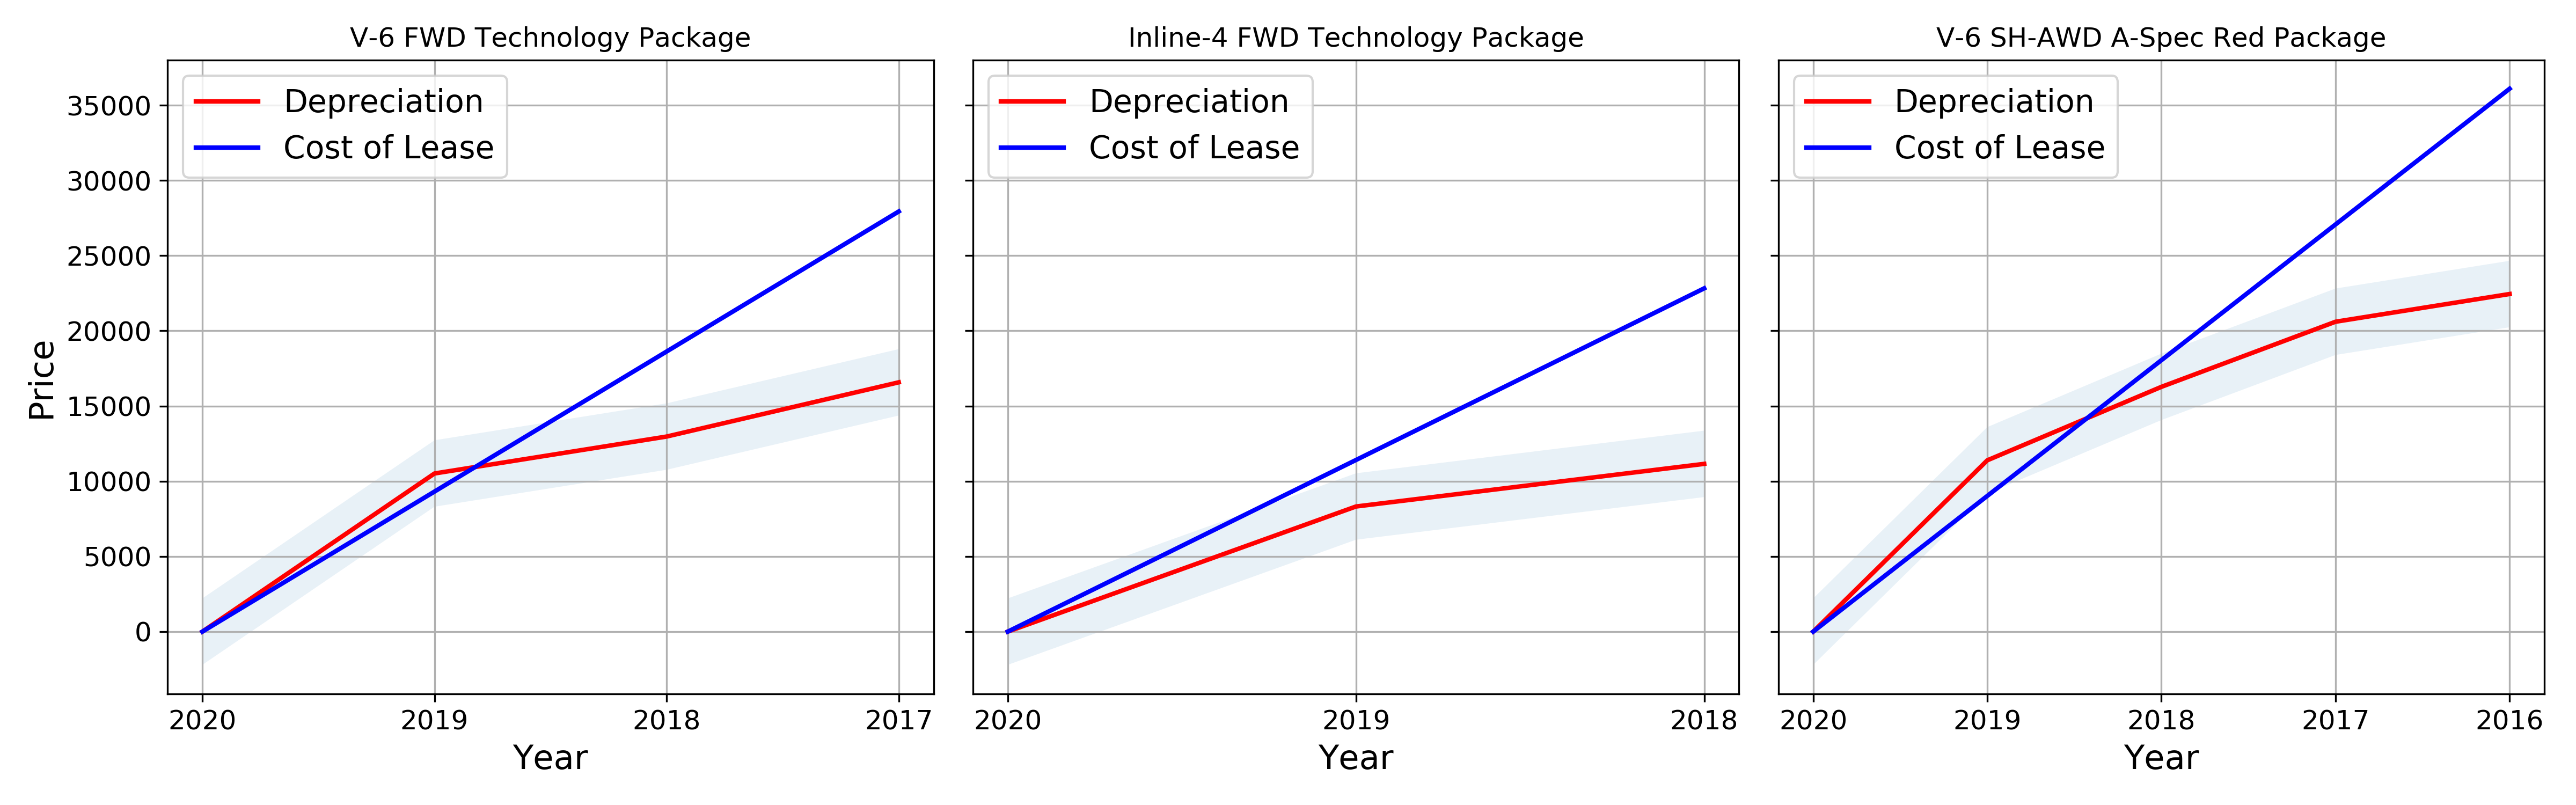 V-6 FWD Technology Package
Inline-4 FWD Technology Package
V-6 SH-AWD A-Spec Red Package
Depreciation
Cost of Lease
Depreciation
Cost of Lease
Depreciation
Cost of Lease
Price
35000
30000
25000
20000
15000
10000
5000
0
2020 2019 2018 2017
2020 2019 2018
2020 2019 2018 2017 2016
Year
Year
Year